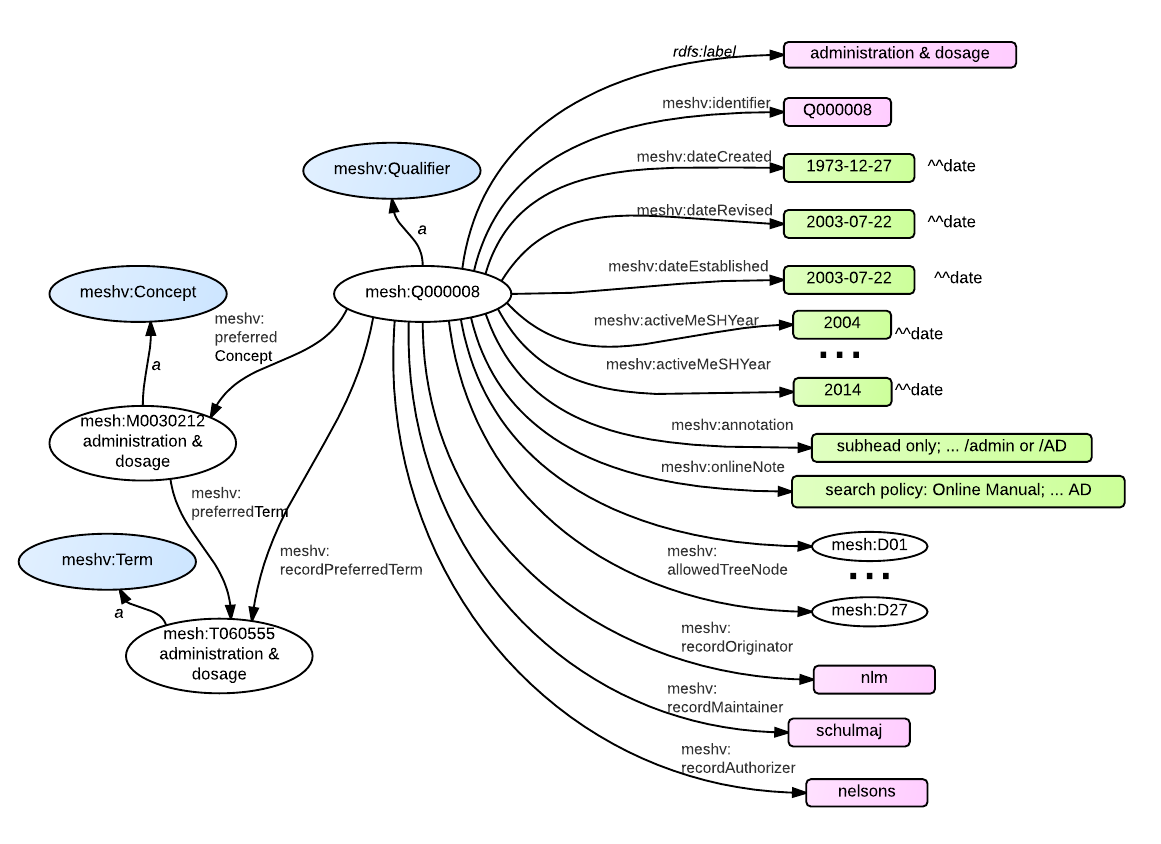 rdfs:label
administration & dosage
meshv:identifier
Q000008
meshv:dateCreated
1973-12-27
^^date
meshv:Qualifier
meshv:dateRevised
2003-07-22
^^date
a
meshv:dateEstablished
2003-07-22
^^date
mesh:Q000008
meshv:Concept
meshv:
preferred
Concept
a
meshv:activeMeSHYear
2004
^^date
...
meshv:activeMeSHYear
2014
^^date
mesh:M0030212
administration &
dosage
meshv:annotation
subhead only; ... /admin or /AD
meshv:onlineNote
search policy: Online Manual; ... AD
meshv:
preferredTerm
meshv:
recordPreferredTerm
meshv:Term
a
mesh:T060555
administration &
dosage
mesh:D01
meshv:
allowedTreeNode
...
mesh:D27
meshv:
recordOriginator
nlm
meshv:
recordMaintainer
schulmaj
meshv:
recordAuthorizer
nelsons